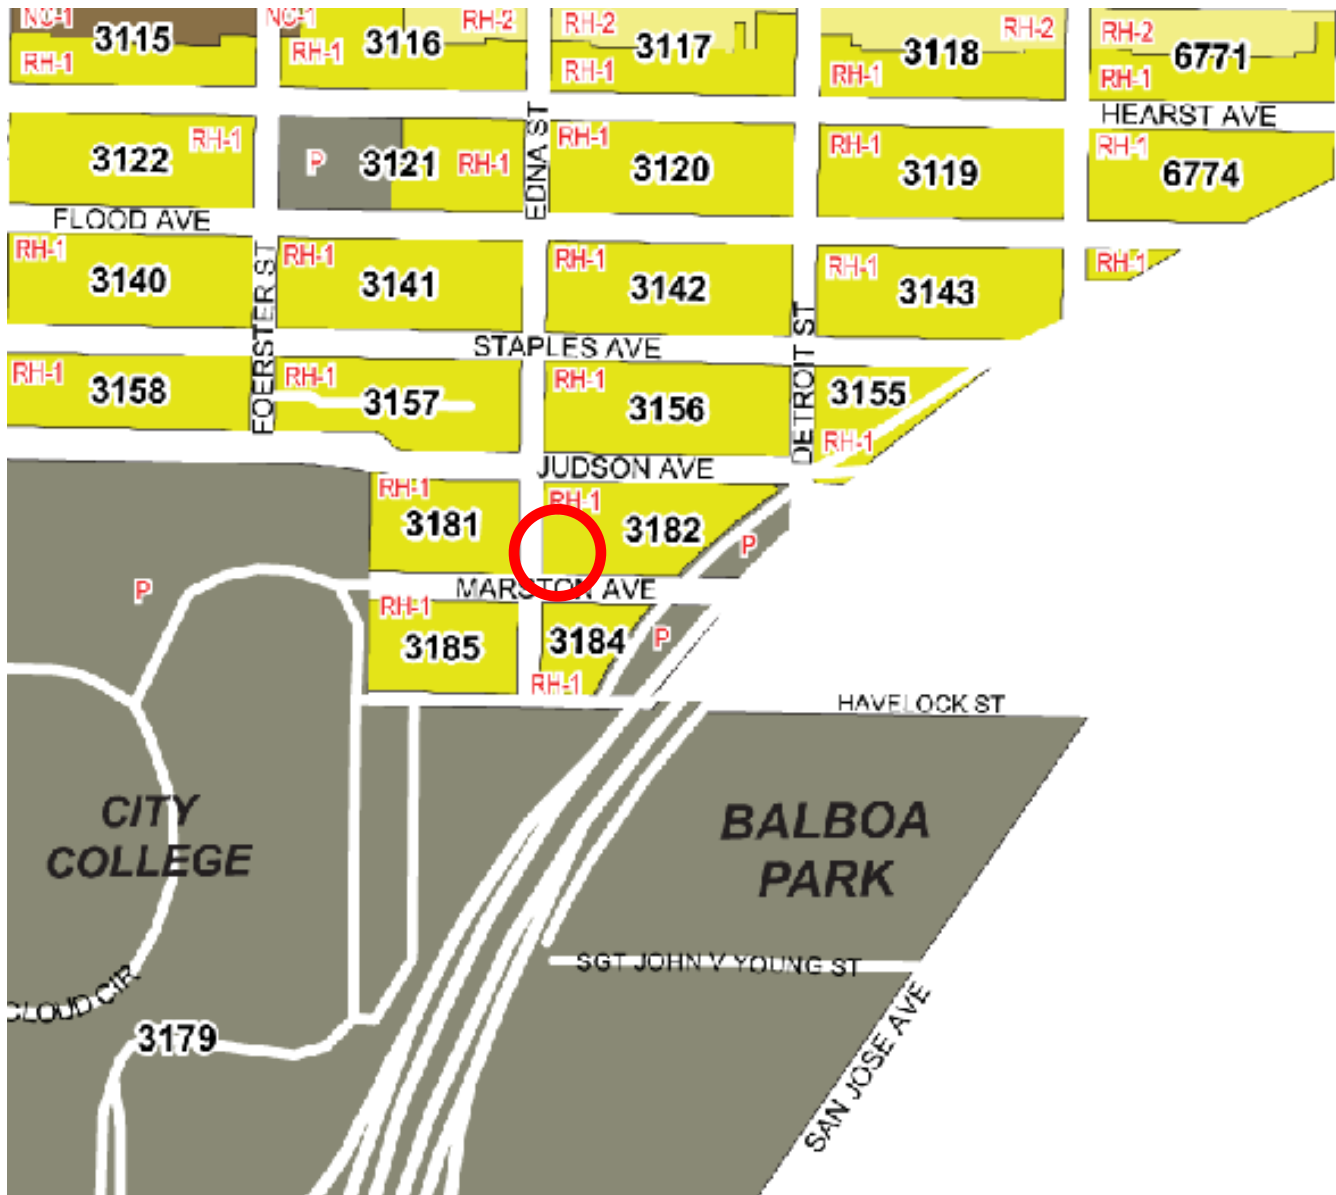 NC-1
3115
RH-1
NC-1
RH-1
3116
RH-2
RH-2
3117
RH-1
3118
RH-2
RH-1
RH-2
6771
RH-1
HEARST AVE
3122
RH-1
P
3121
RH-1
EDNA ST
RH-1
3120
RH-1
3119
RH-1
6774
FLOOD AVE
RH-1
3140
FOERSTER ST
RH-1
3141
RH-1
3142
RH-1
3143
RH-1
STAPLES AVE
DETROIT ST
RH-1
3158
RH-1
3157
RH-1
3156
3155
RH-1
JUDSON AVE
RH-1
3181
RH-1
3182
P
P
MARSTON AVE
RH-1
3185
3184
RH-1
P
HAVELOCK ST
CITY
COLLEGE
BALBOA
PARK
SGT JOHN V YOUNG ST
CLOUD CIR
3179
SAN JOSE AVE